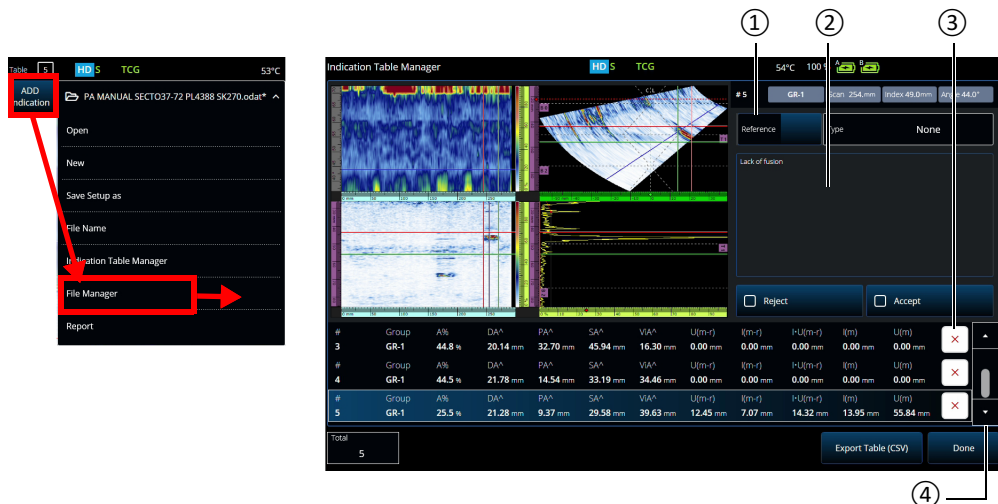 ① ② ③
Table 5 HD S TCG 53°C
ADD
Indication
PA MANUAL SECTO37-72 PL4388 SK270.odat*
Open
New
Save Setup as
File Name
Indication Table Manager
File Manager
Report
Indication Table Manager HD S TCG 54°C 100 % A B
# 5 GR-1 Scan 254.mm Index 49.0mm Angle 44.0°
Reference Type None
Lack of fusion
Reject Accept
# Group A% DA^ PA^ SA^ ViA^ U(m-r) I(m-r) I•U(m-r) I(m) U(m)
3 GR-1 44.8 % 20.14 mm 32.70 mm 45.94 mm 16.30 mm 0.00 mm 0.00 mm 0.00 mm 0.00 mm 0.00 mm
# Group A% DA^ PA^ SA^ ViA^ U(m-r) I(m-r) I•U(m-r) I(m) U(m)
4 GR-1 44.5 % 21.78 mm 14.54 mm 33.19 mm 34.46 mm 0.00 mm 0.00 mm 0.00 mm 0.00 mm 0.00 mm
# Group A% DA^ PA^ SA^ ViA^ U(m-r) I(m-r) I•U(m-r) I(m) U(m)
5 GR-1 25.5 % 21.28 mm 9.37 mm 29.58 mm 39.63 mm 12.45 mm 7.07 mm 14.32 mm 13.95 mm 55.84 mm
Total
5
Export Table (CSV) Done
④